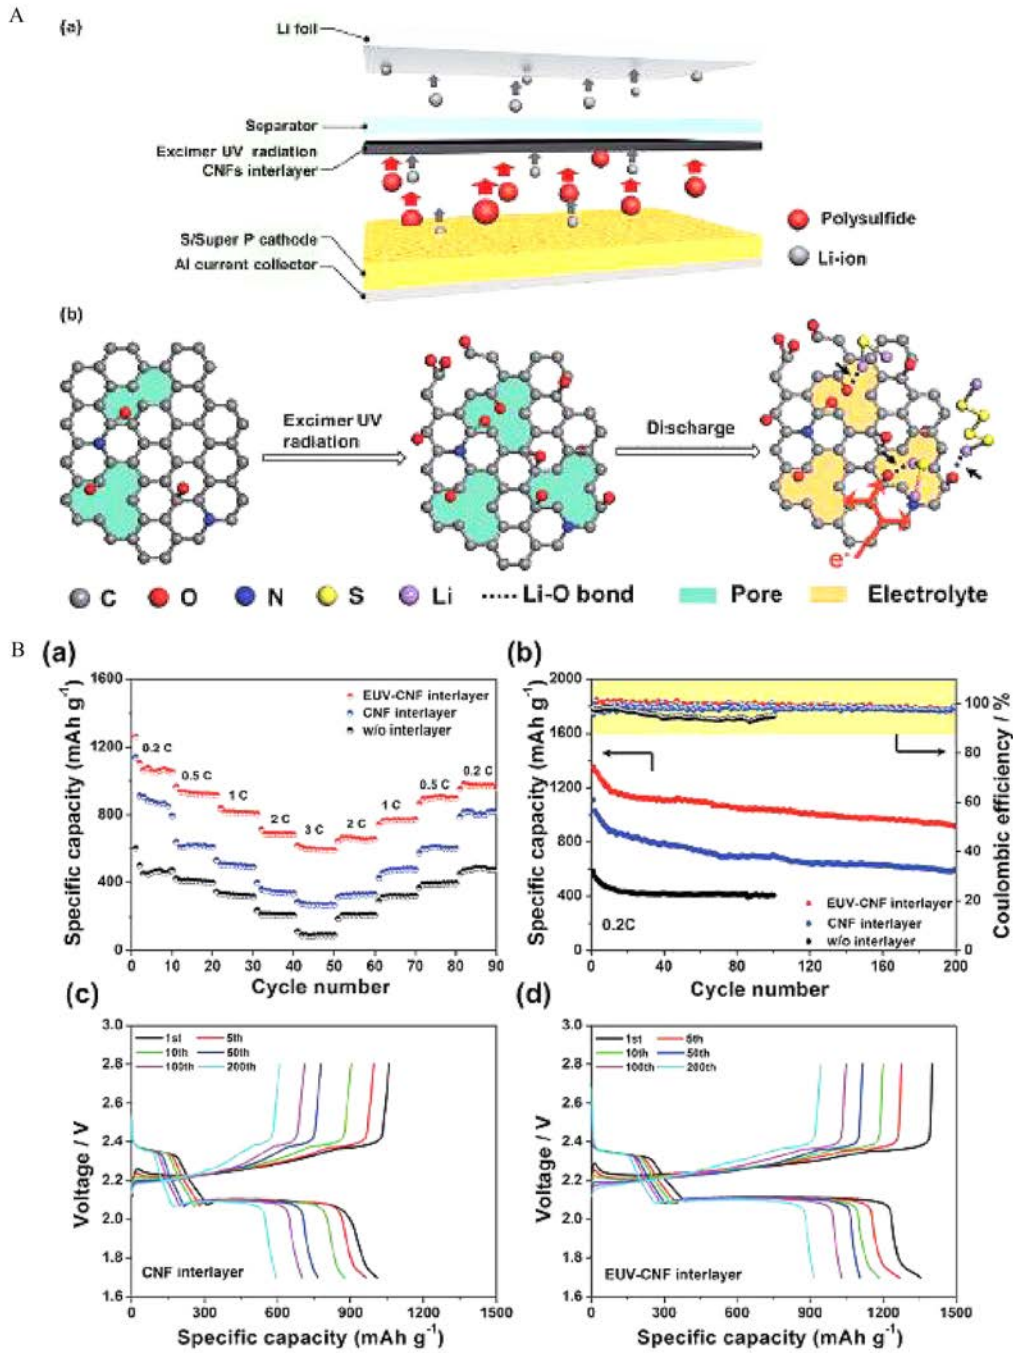 A
(a)
Li foil
Separator
Excimer UV radiation
CNFs interlayer
S/Super P cathode
Al current collector
Polysulfide
Li-ion
(b)
Excimer UV
radiation
Discharge
e-
C O N S Li Li-O bond Pore Electrolyte
B
(a)
1600
1200
800
400
0
Specific capacity (mAh g-1)
EUV-CNF interlayer
CNF interlayer
w/o interlayer
0.2 C
0.5 C
1 C
2 C
3 C
2 C
1 C
0.5 C
0.2 C
0 10 20 30 40 50 60 70 80 90
Cycle number
(b)
2000
1600
1200
800
400
0
Specific capacity (mAh g-1)
100
80
60
40
20
0
Coulombic efficiency / %
EUV-CNF interlayer
CNF interlayer
w/o interlayer
0.2C
0 40 80 120 160 200
Cycle number
(c)
3.0
2.8
2.6
2.4
2.2
2.0
1.8
1.6
Voltage / V
1st 5th
10th 50th
100th 200th
CNF interlayer
0 300 600 900 1200 1500
Specific capacity (mAh g-1)
(d)
3.0
2.8
2.6
2.4
2.2
2.0
1.8
1.6
Voltage / V
1st 5th
10th 50th
100th 200th
EUV-CNF interlayer
0 300 600 900 1200 1500
Specific capacity (mAh g-1)